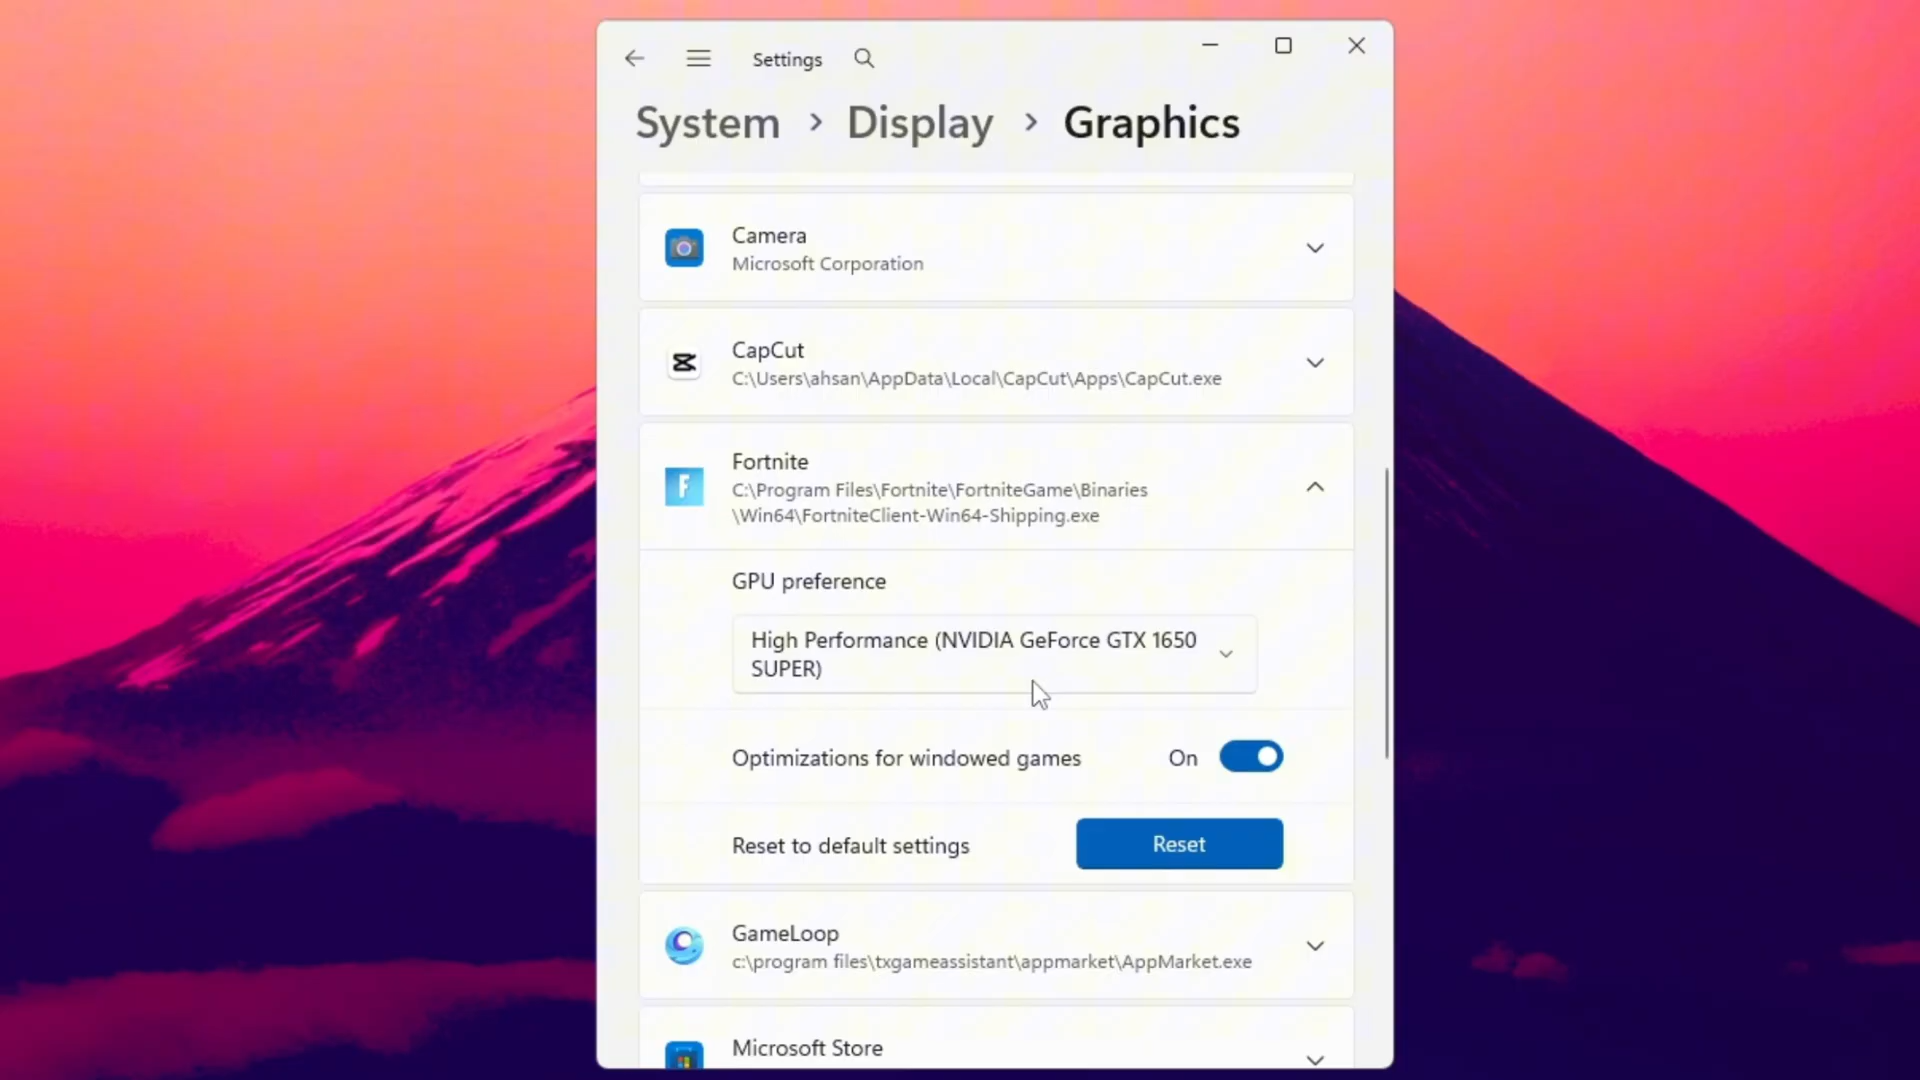 Settings
System > Display > Graphics
Camera
Microsoft Corporation
CapCut
C:\Users\ahsan\AppData\Local\CapCut\Apps\CapCut.exe
Fortnite
C:\Program Files\Fortnite\FortniteGame\Binaries
\Win64\FortniteClient-Win64-Shipping.exe
GPU preference
High Performance (NVIDIA GeForce GTX 1650
SUPER)
Optimizations for windowed games On
Reset to default settings Reset
GameLoop
c:\program files\txgameassistant\appmarket\AppMarket.exe
Microsoft Store